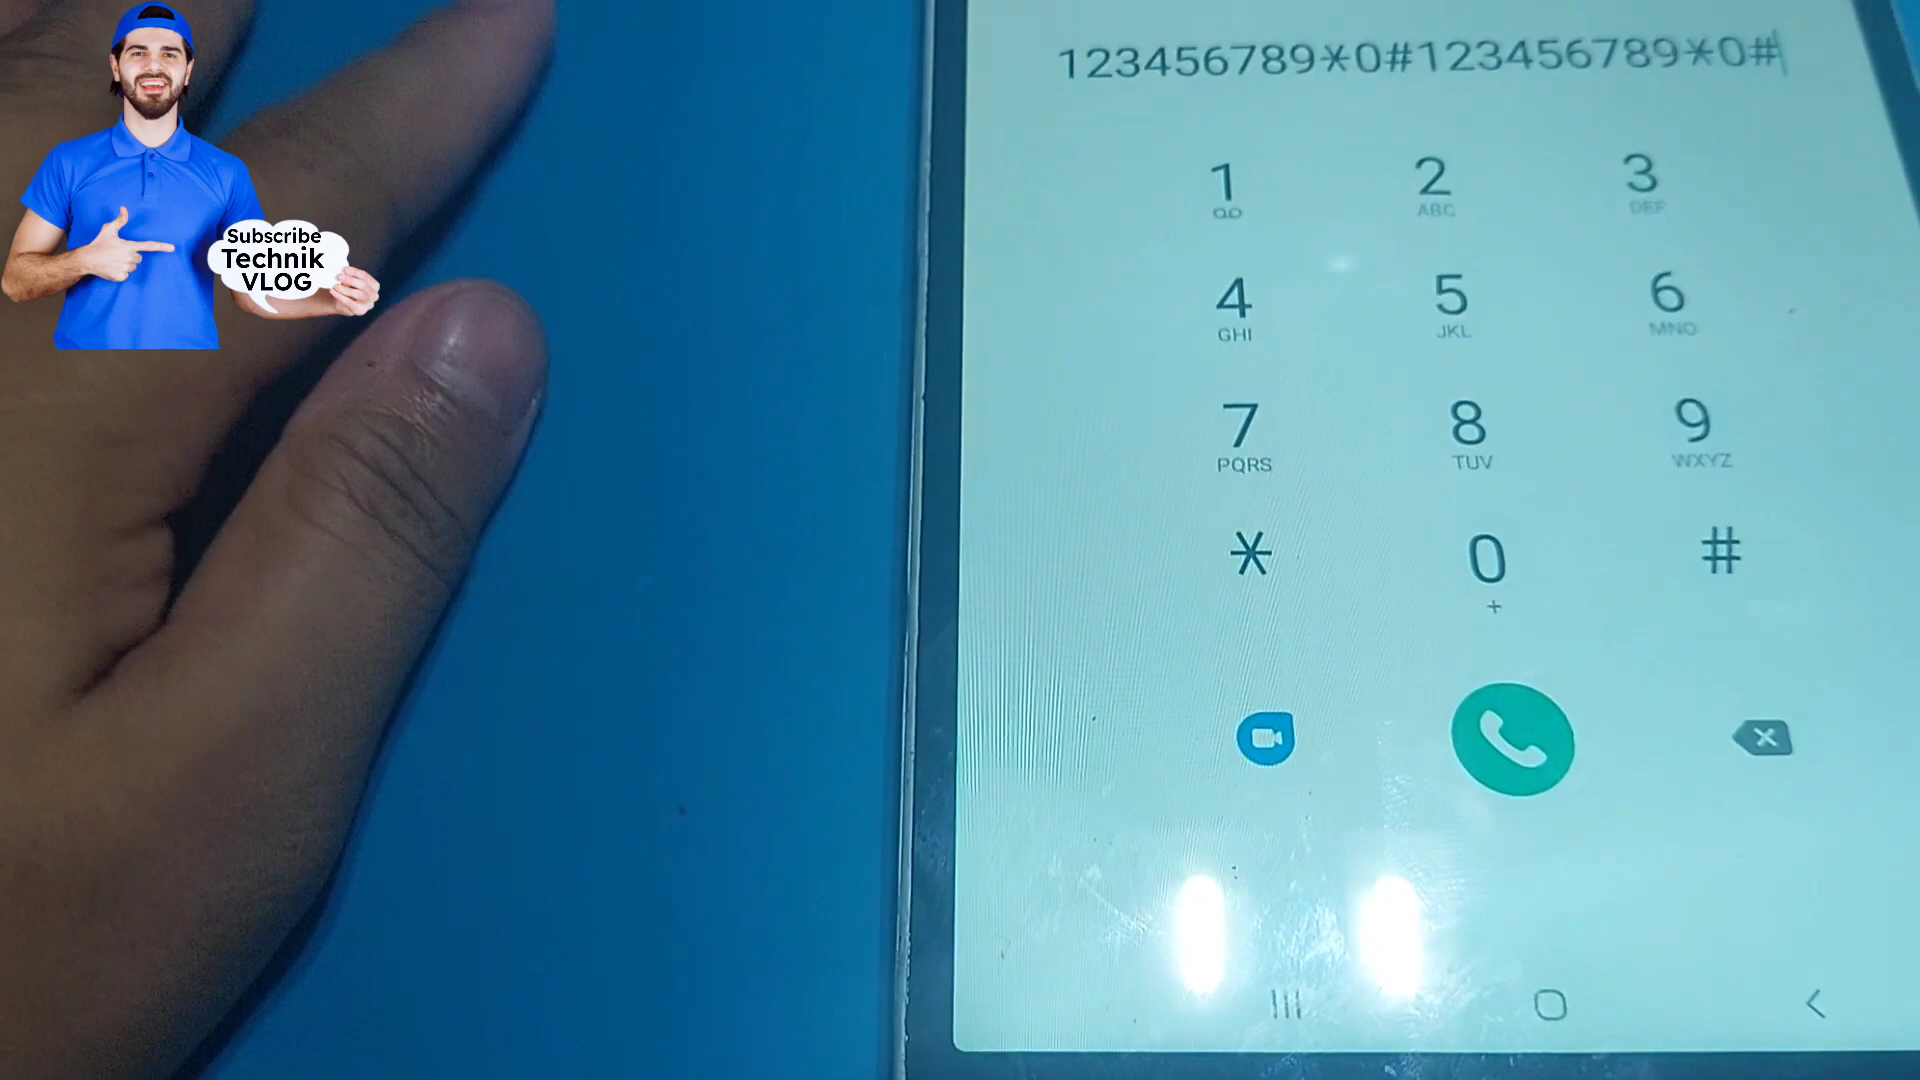 Subscribe
Technik
VLOG
123456789*0#123456789*0#
1 2 3
ABC DEF
4 5 6
GHI JKL MNO
7 8 9
PQRS TUV WXYZ
* 0 #
+